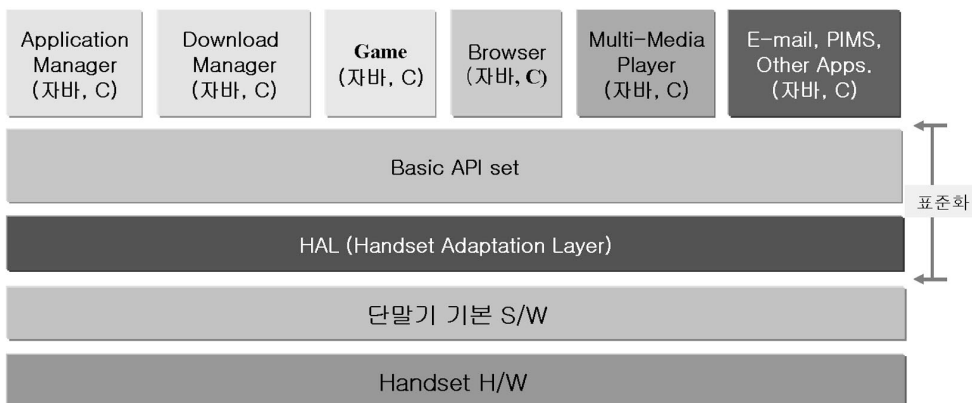 Application
Manager
(자바, C)
Download
Manager
(자바, C)
Game
(자바, C)
Browser
(자바, C)
Multi-Media
Player
(자바, C)
E-mail, PIMS,
Other Apps.
(자바, C)
Basic API set
표준화
HAL (Handset Adaptation Layer)
단말기 기본 S/W
Handset H/W